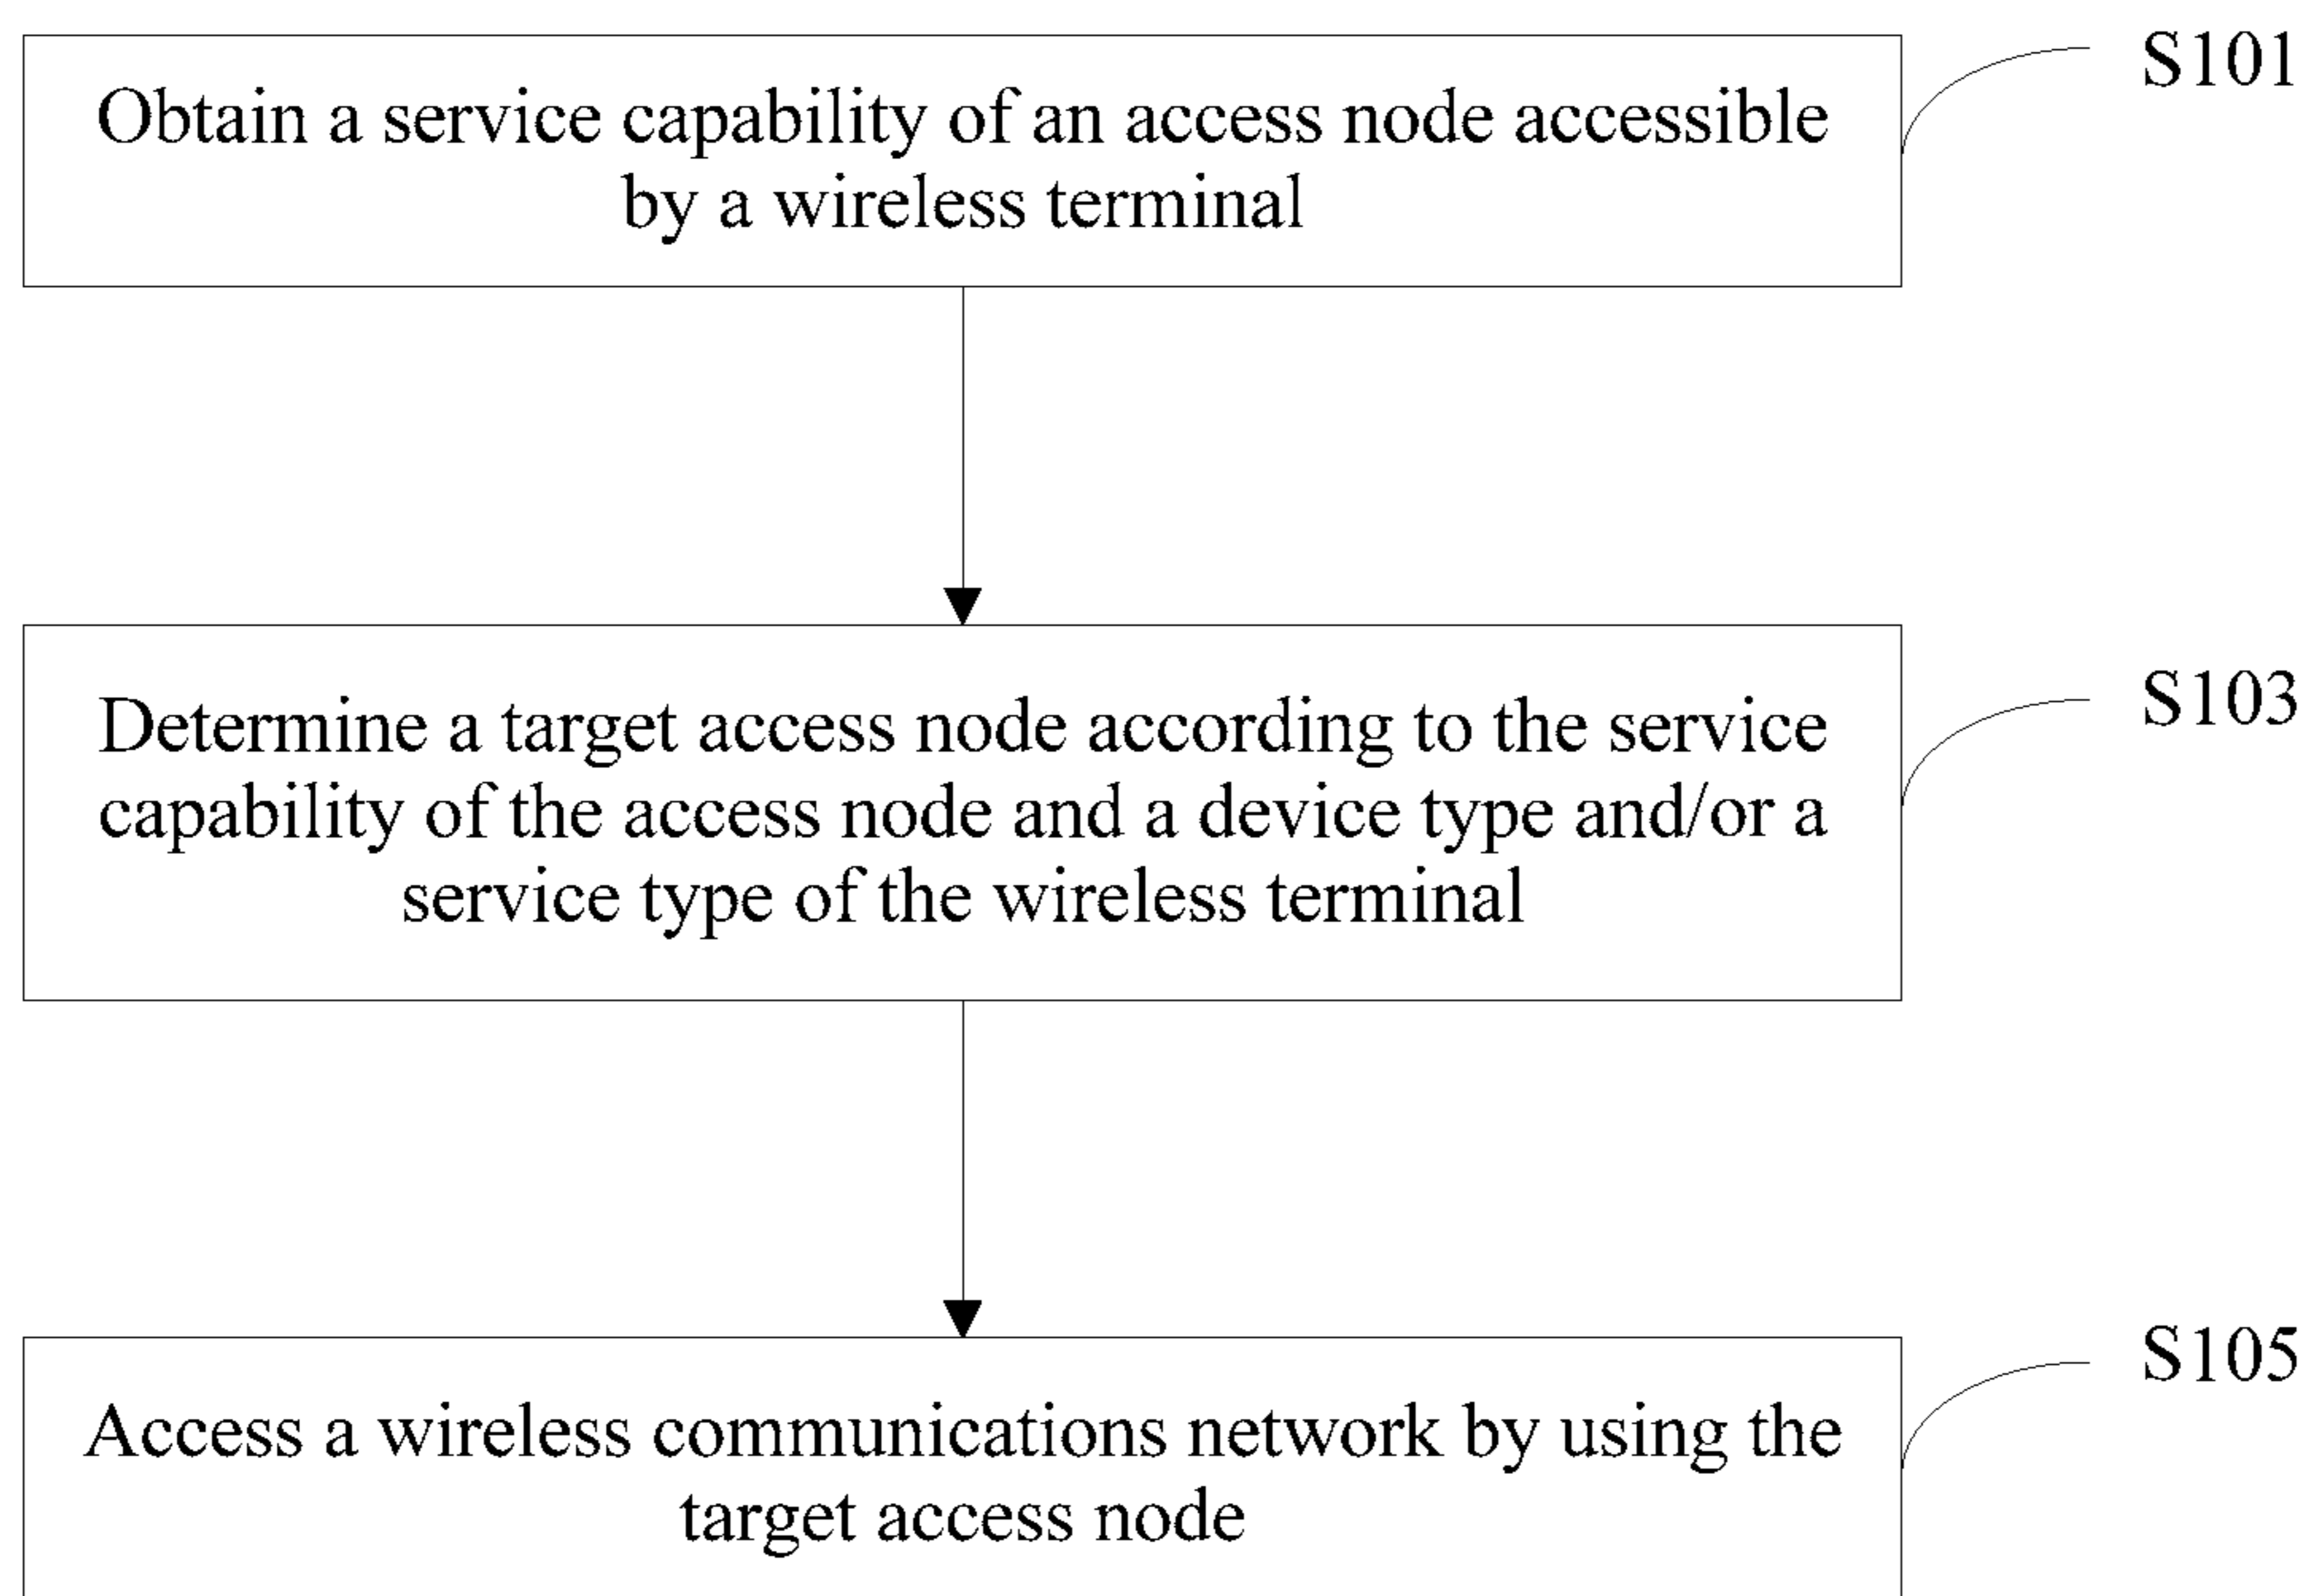 Obtain a service capability of an access node accessible
by a wireless terminal
S101
Determine a target access node according to the service
capability of the access node and a device type and/or a
service type of the wireless terminal
S103
Access a wireless communications network by using the
target access node
S105